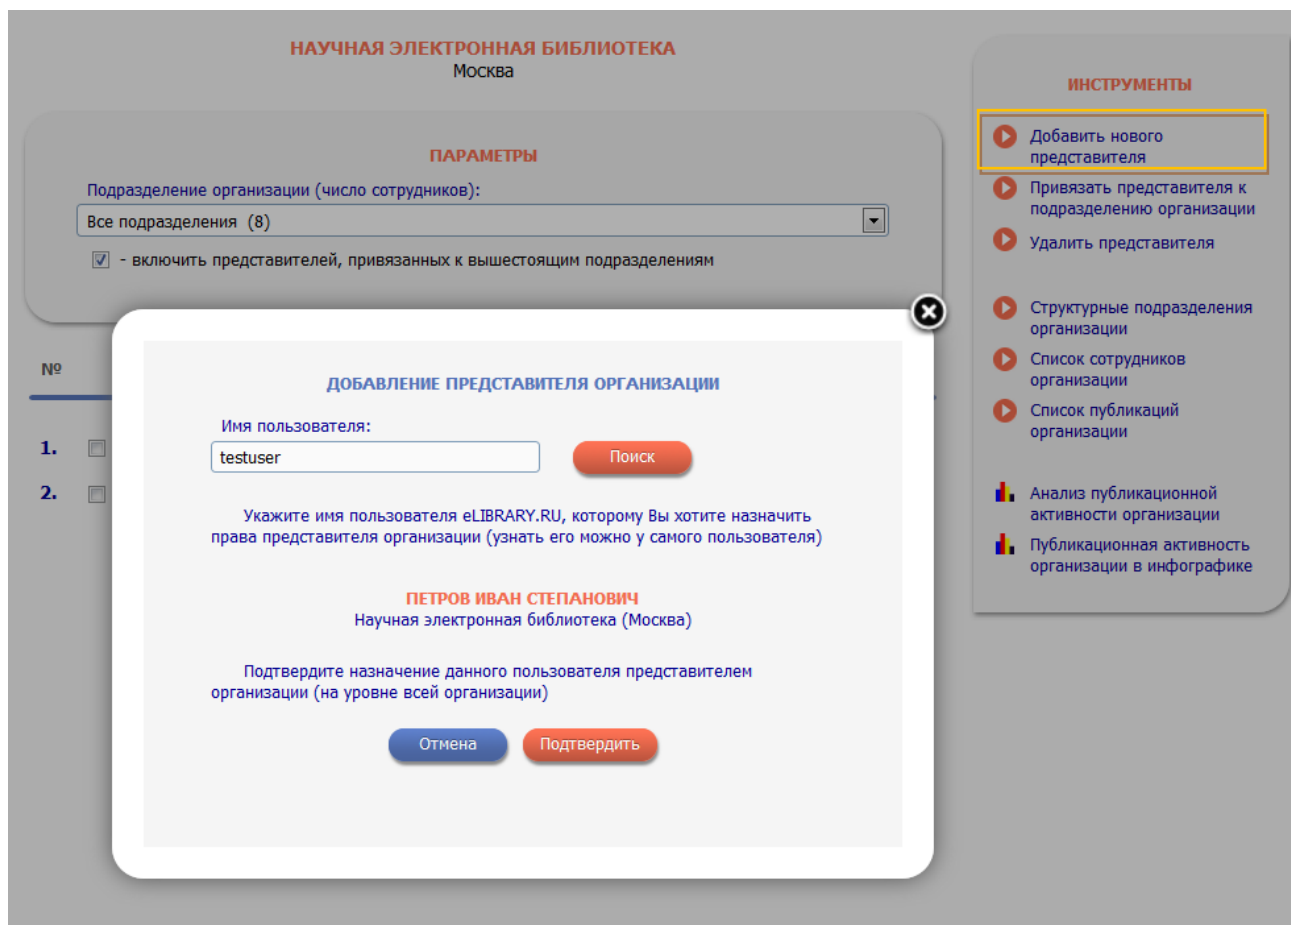 НАУЧНАЯ ЭЛЕКТРОННАЯ БИБЛИОТЕКА
Москва
ПАРАМЕТРЫ
Подразделение организации (число сотрудников):
Все подразделения (8)
- включить представителей, привязанных к вышестоящим подразделениям
№
1.
2.
ДОБАВЛЕНИЕ ПРЕДСТАВИТЕЛЯ ОРГАНИЗАЦИИ
Имя пользователя:
testuser
Поиск
Укажите имя пользователя eLIBRARY.RU, которому Вы хотите назначить
права представителя организации (узнать его можно у самого пользователя)
ПЕТРОВ ИВАН СТЕПАНОВИЧ
Научная электронная библиотека (Москва)
Подтвердите назначение данного пользователя представителем
организации (на уровне всей организации)
Отмена
Подтвердить
ИНСТРУМЕНТЫ
Добавить нового
представителя
Привязать представителя к
подразделению организации
Удалить представителя
Структурные подразделения
организации
Список сотрудников
организации
Список публикаций
организации
Анализ публикационной
активности организации
Публикационная активность
организации в инфографике